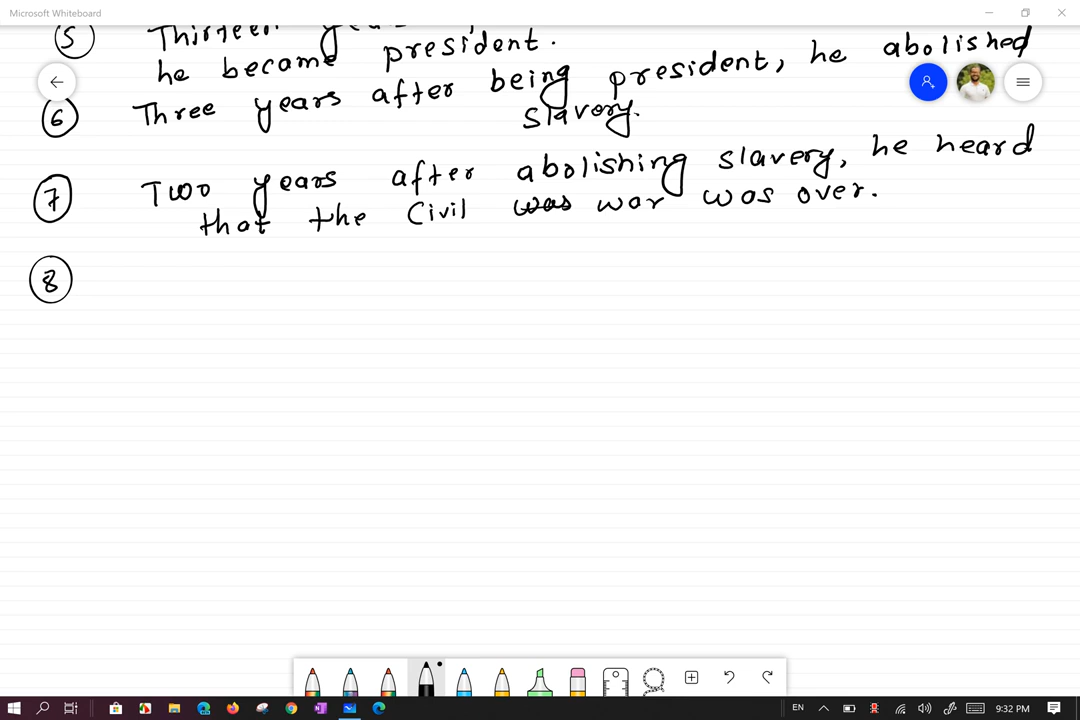 Microsoft Whiteboard
5 Thirteen
he became president.
6 Three years after being president, he abolished
slavery.
7 Two years after abolishing slavery, he heard
that the Civil was war was over.
8
EN 9:32 PM